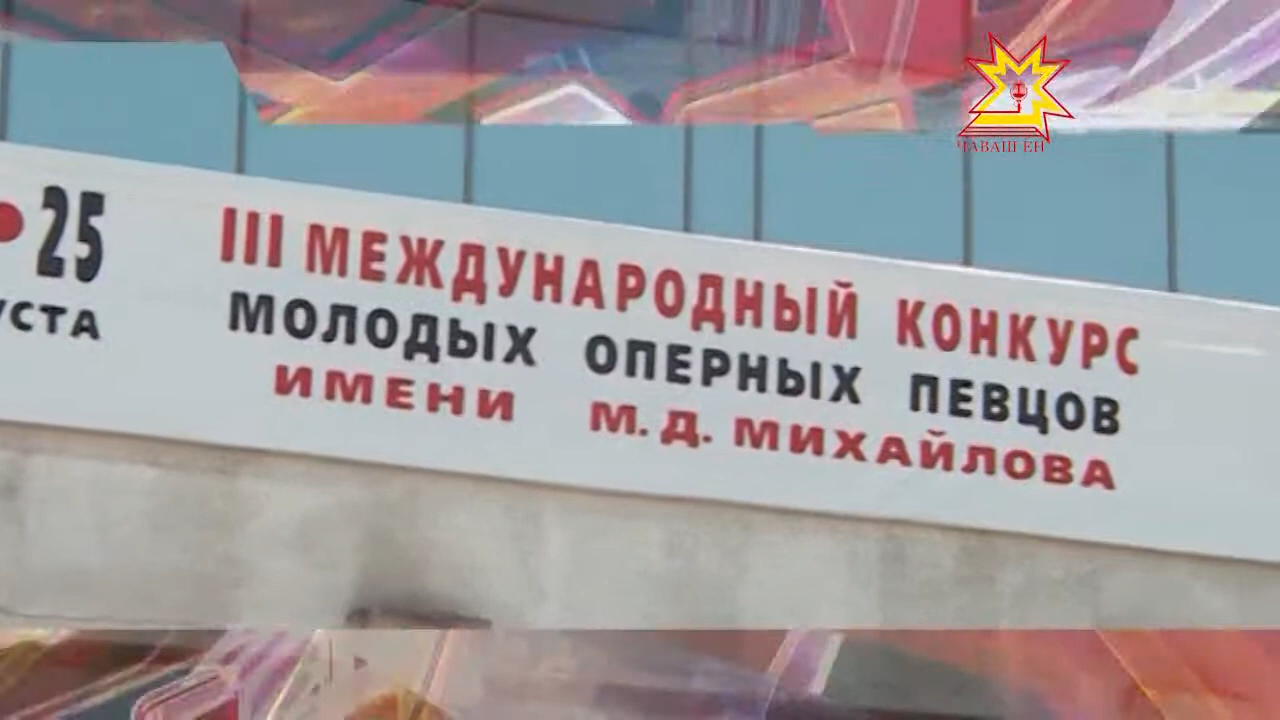 25
III МЕЖДУНАРОДНЫЙ КОНКУРС
МОЛОДЫХ ОПЕРНЫХ ПЕВЦОВ
ИМЕНИ М. Д. МИХАЙЛОВА
УСТА
ЧАВАШ ЕН